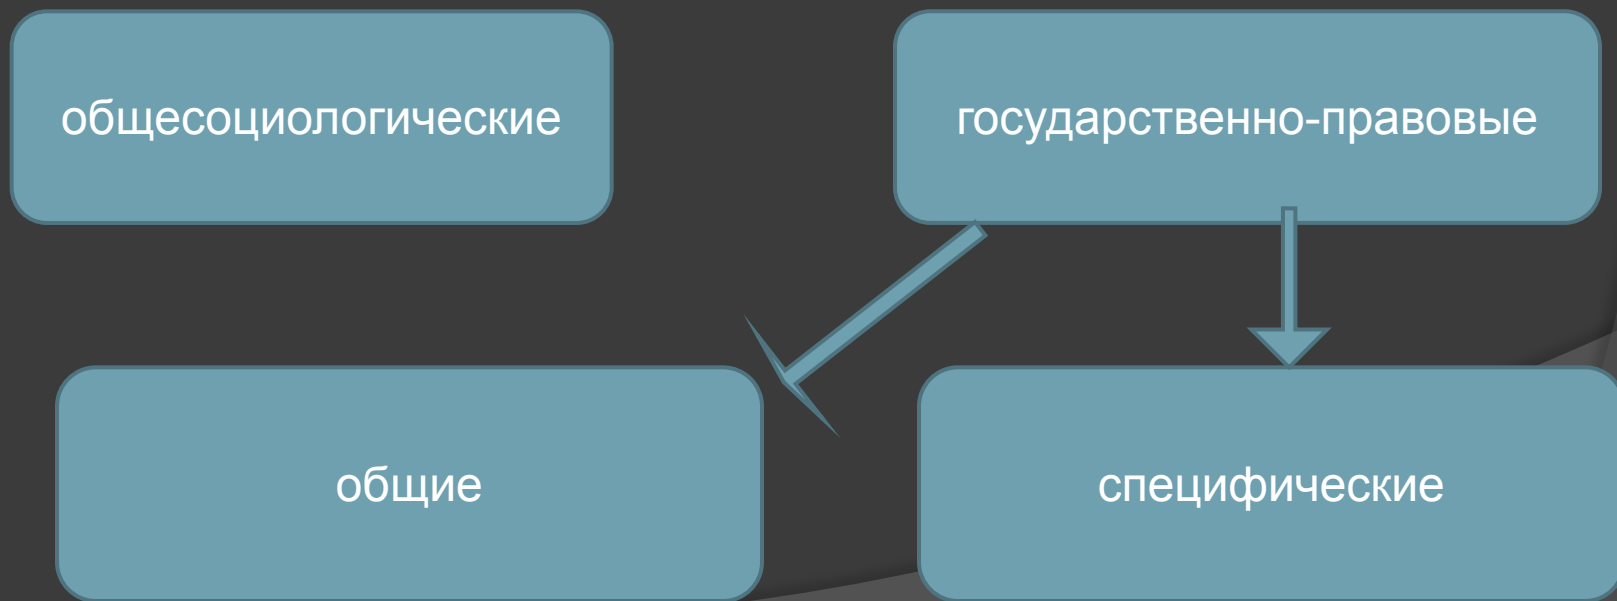 общесоциологические
государственно-правовые
общие
специфические